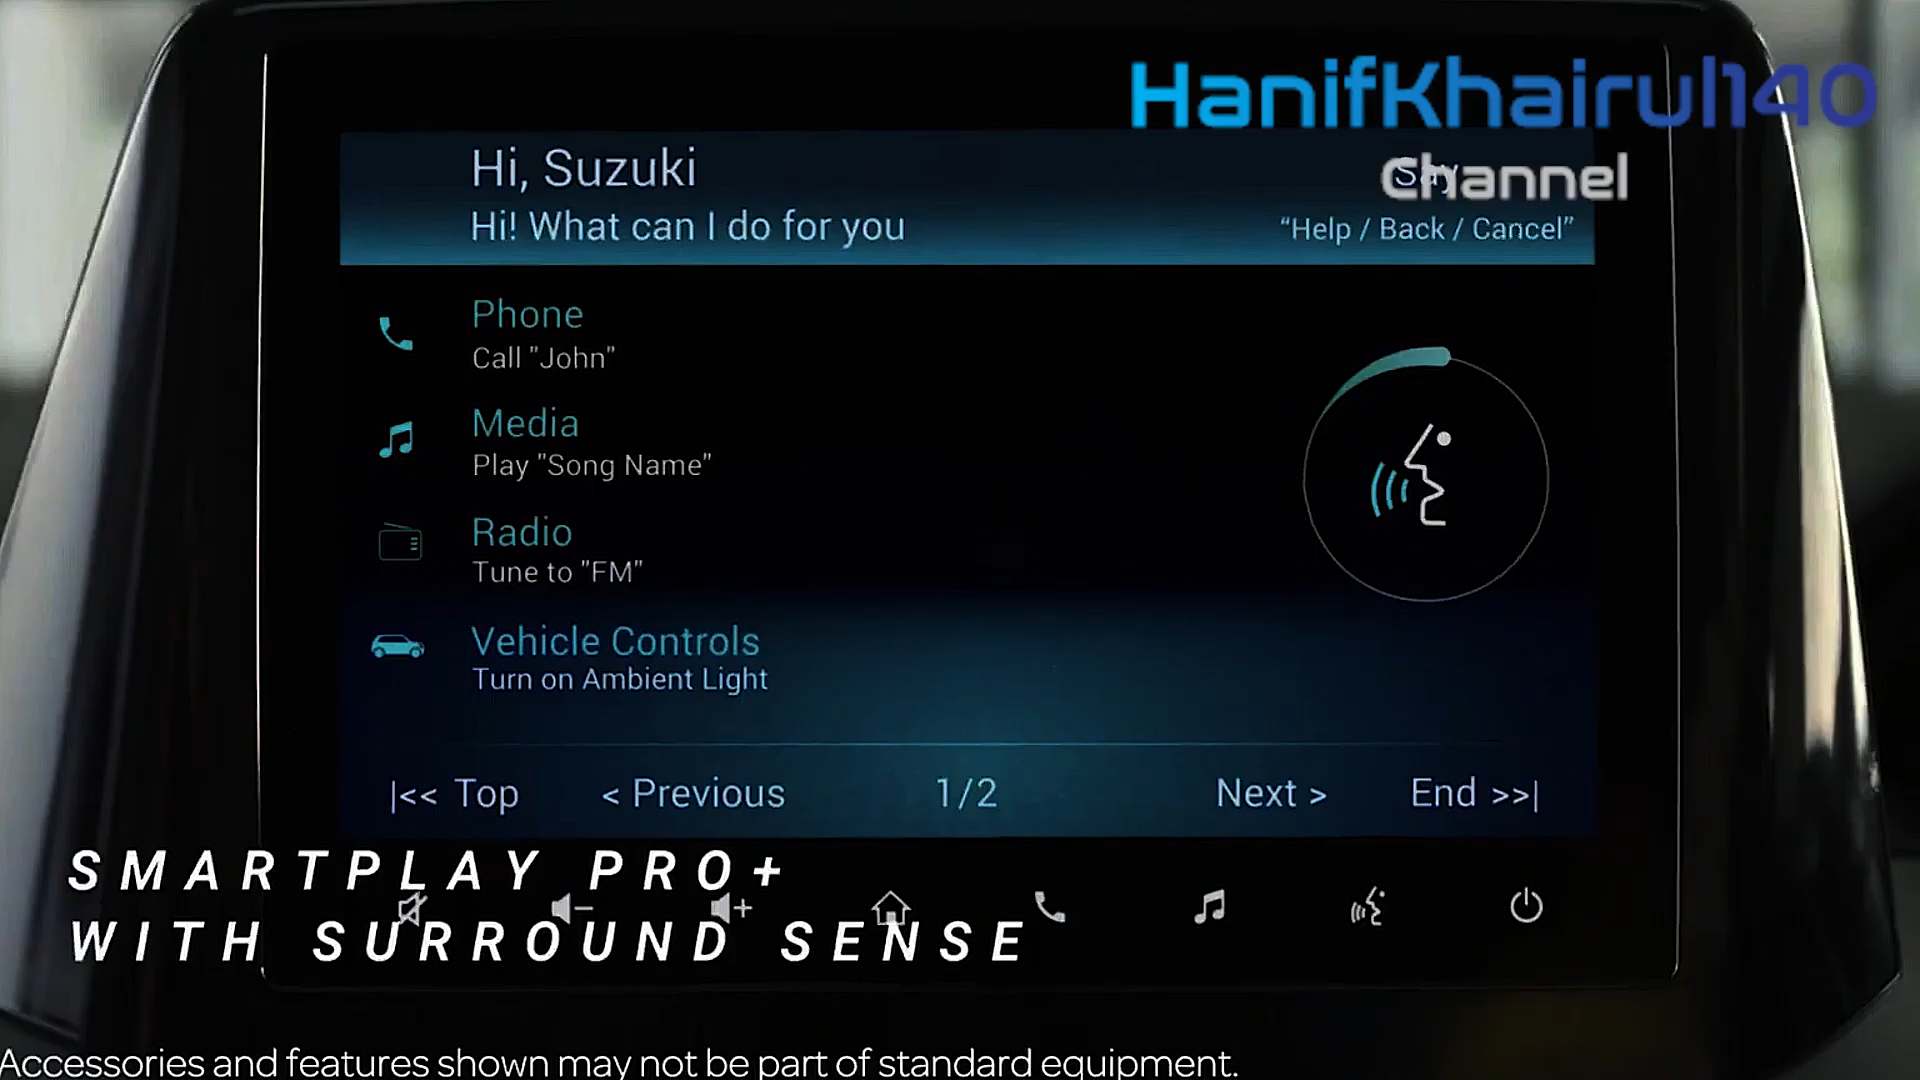 HanifKhairul140
Channel
Hi, Suzuki
Say
Hi! What can I do for you
“Help / Back / Cancel”
Phone
Call "John"
Media
Play "Song Name"
Radio
Tune to "FM"
Vehicle Controls
Turn on Ambient Light
|<< Top
< Previous
1/2
Next >
End >>|
SMARTPLAY PRO+
WITH SURROUND SENSE
Accessories and features shown may not be part of standard equipment.